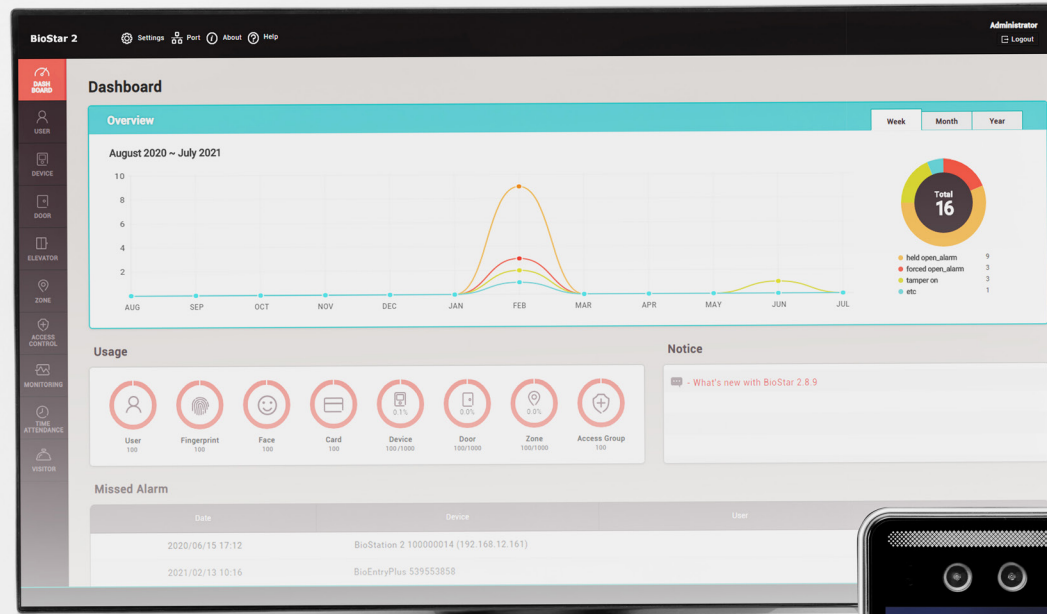 BioStar 2
Settings Port About Help
Administrator
Logout
DASH
BOARD
USER
DEVICE
DOOR
ELEVATOR
ZONE
ACCESS
CONTROL
MONITORING
TIME
ATTENDANCE
VISITOR
Dashboard
Overview
Week Month Year
August 2020 ~ July 2021
10
8
6
4
2
AUG SEP OCT NOV DEC JAN FEB MAR APR MAY JUN JUL
Total
16
held open_alarm 9
forced open_alarm 3
tamper on 3
etc 1
Usage
0.1% 0.0% 0.0%
User Fingerprint Face Card Device Door Zone Access Group
100 100 100 100 100/1000 100/1000 100/1000 100
Notice
- What's new with BioStar 2.8.9
Missed Alarm
Date Device User
2020/06/15 17:12 BioStation 2 100000014 (192.168.12.161)
2021/02/13 10:16 BioEntryPlus 539553858